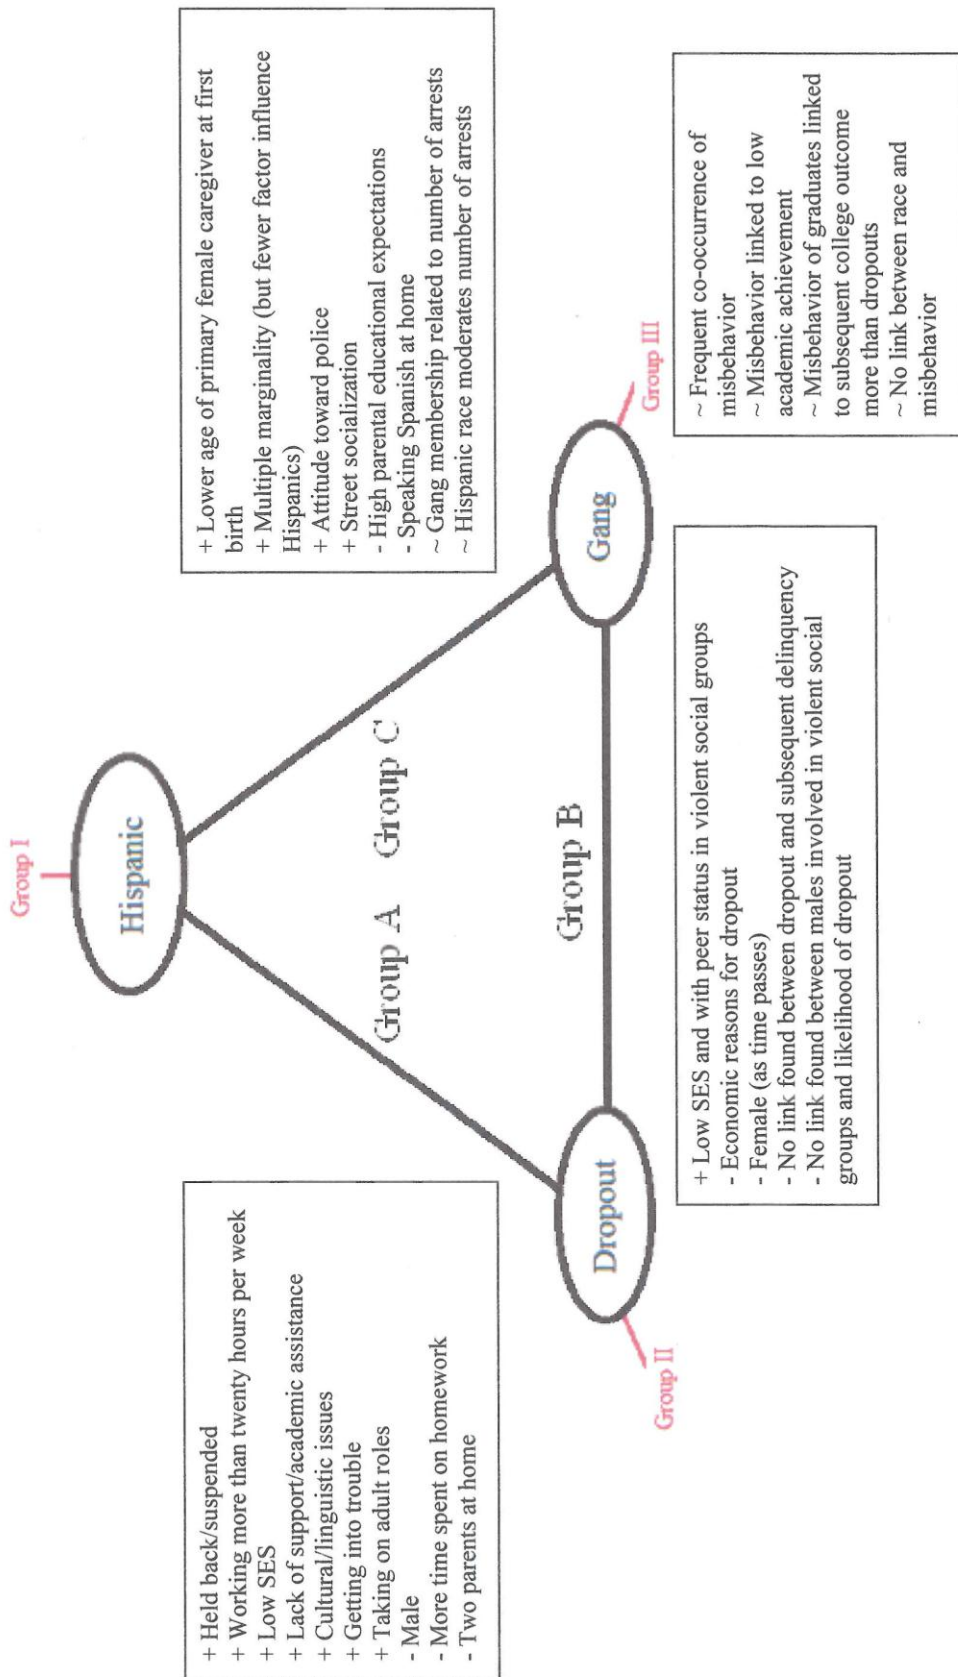 Group I
Hispanic
+ Held back/suspended
+ Working more than twenty hours per week
+ Low SES
+ Lack of support/academic assistance
+ Cultural/linguistic issues
+ Getting into trouble
+ Taking on adult roles
- Male
- More time spent on homework
- Two parents at home
+ Lower age of primary female caregiver at first
birth
+ Multiple marginality (but fewer factor influence
Hispanics)
+ Attitude toward police
+ Street socialization
- High parental educational expectations
- Speaking Spanish at home
~ Gang membership related to number of arrests
~ Hispanic race moderates number of arrests
Group A
Group C
Group B
Dropout
Gang
Group II
Group III
+ Low SES and with peer status in violent social groups
- Economic reasons for dropout
- Female (as time passes)
- No link found between dropout and subsequent delinquency
- No link found between males involved in violent social
groups and likelihood of dropout
~ Frequent co-occurrence of
misbehavior
~ Misbehavior linked to low
academic achievement
~ Misbehavior of graduates linked
to subsequent college outcome
more than dropouts
~ No link between race and
misbehavior